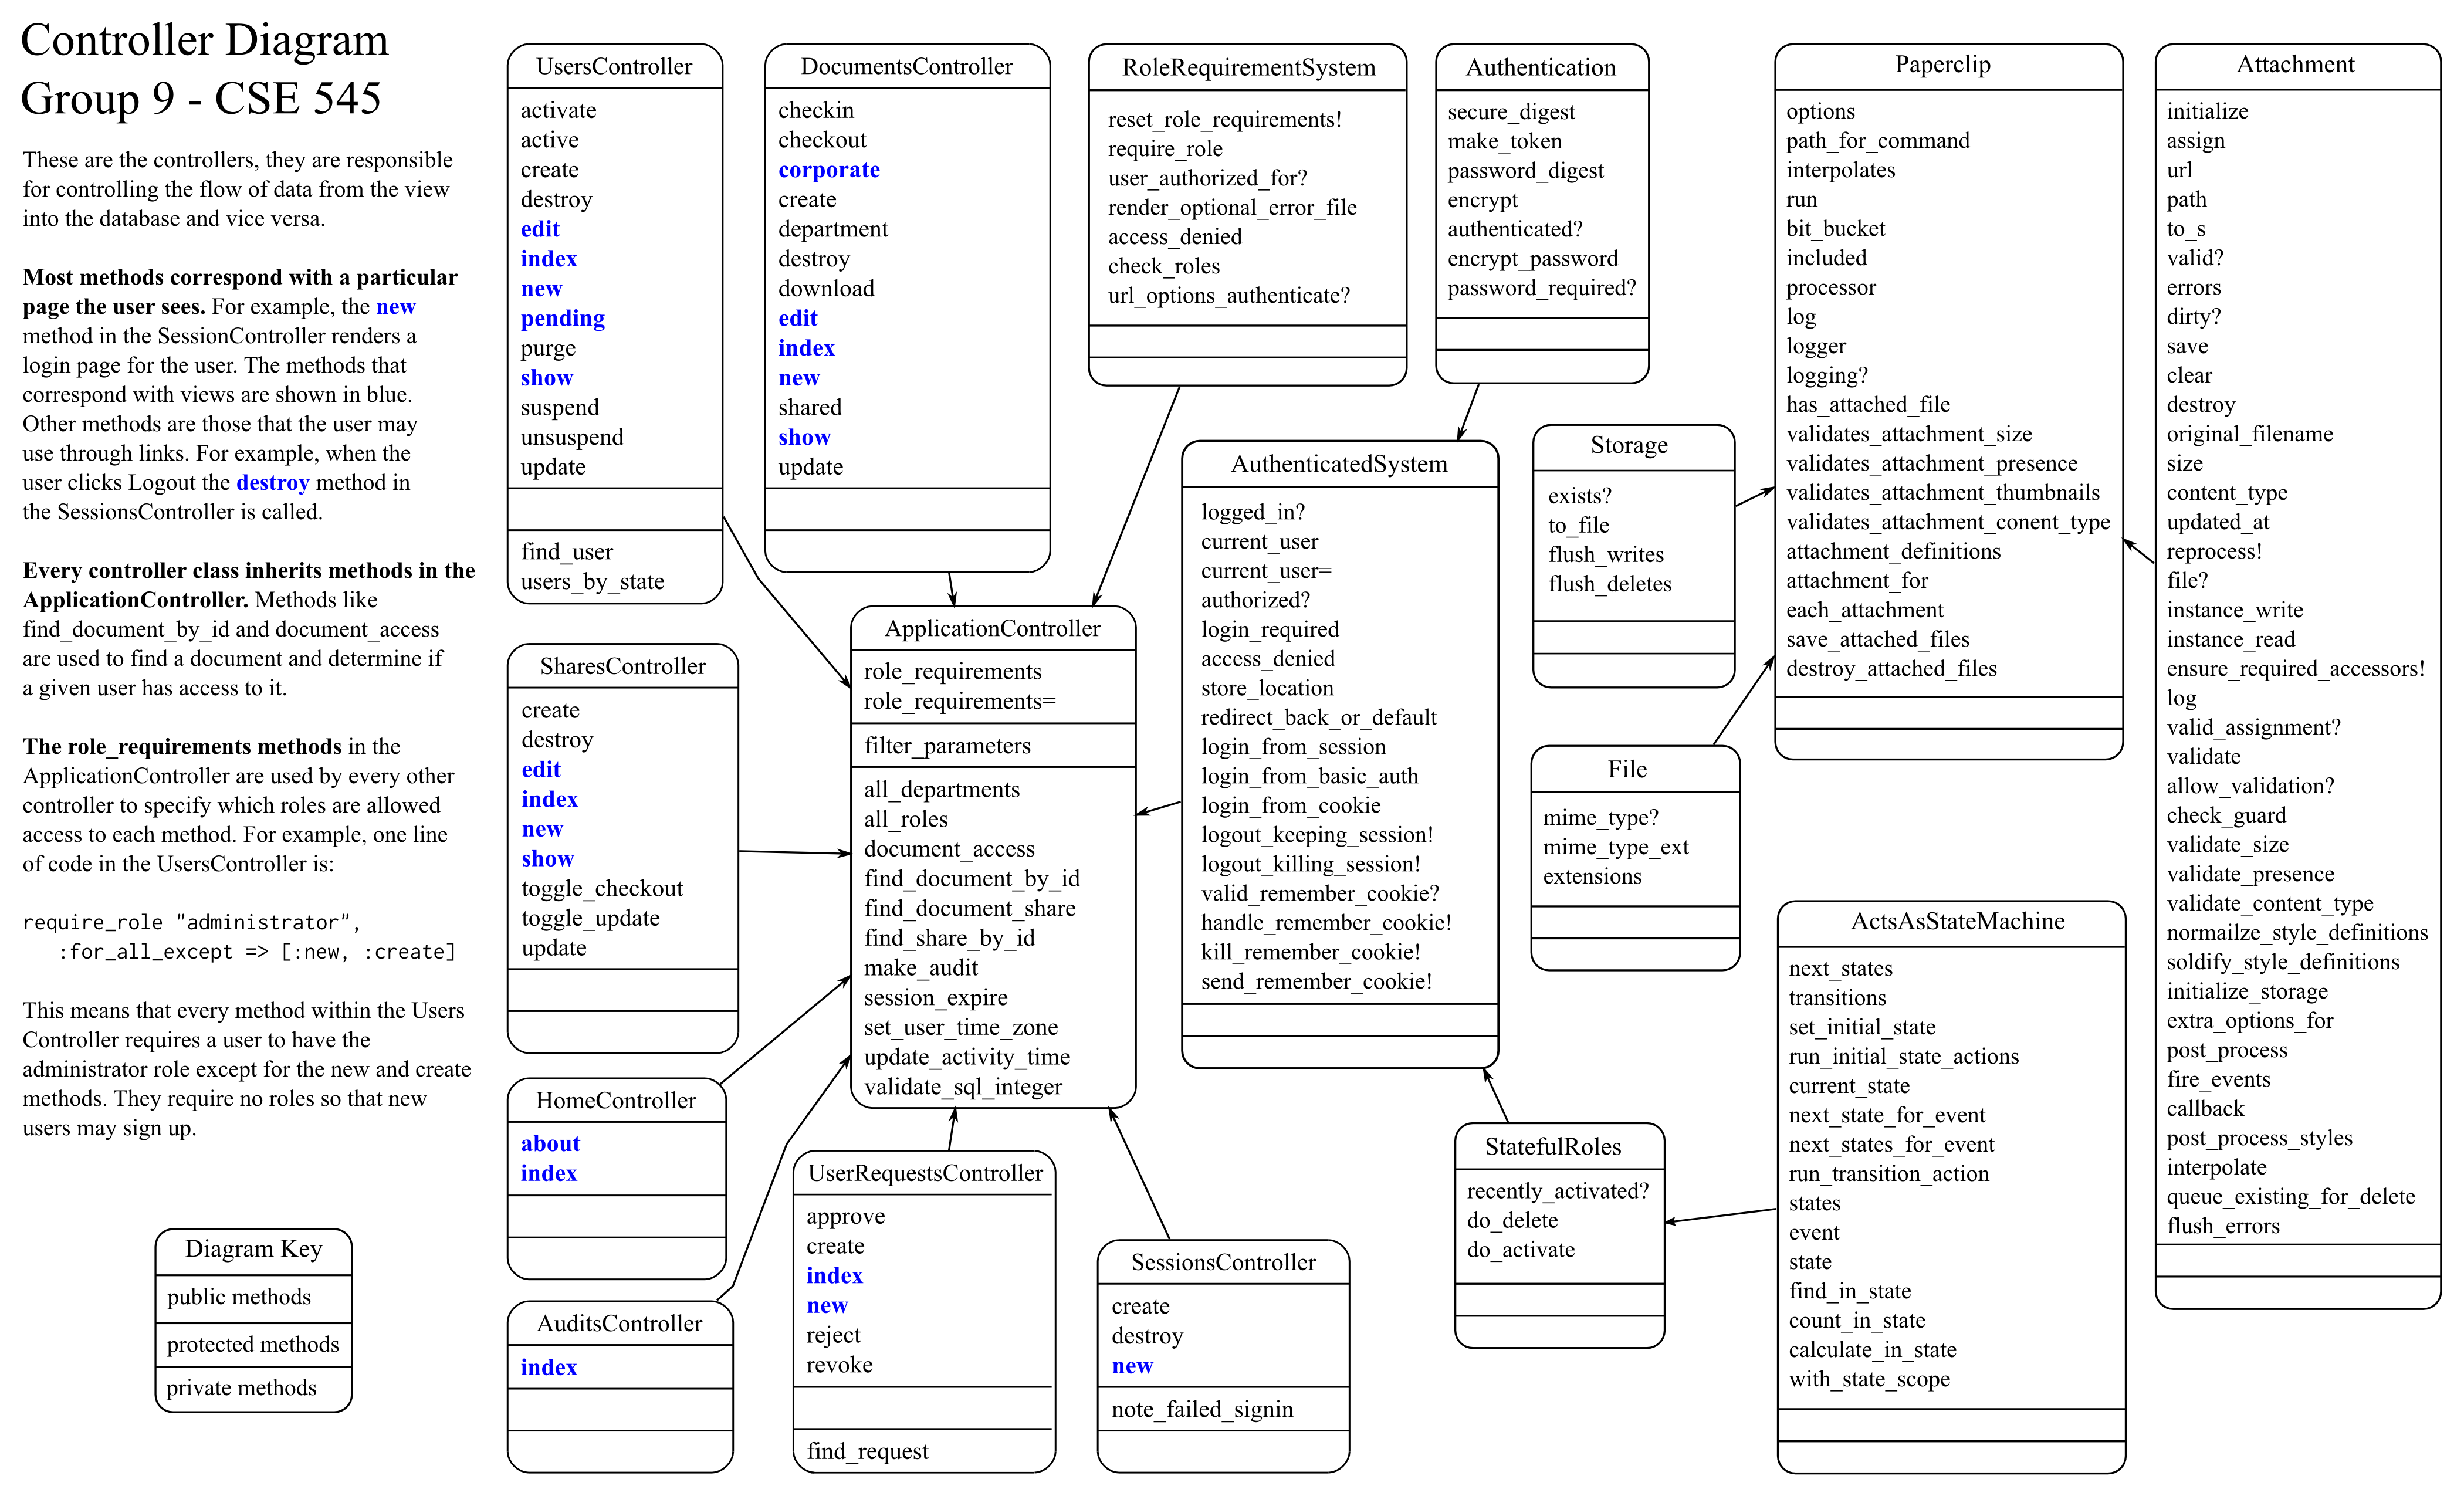 Controller Diagram
Group 9 - CSE 545
These are the controllers, they are responsible
for controlling the flow of data from the view
into the database and vice versa.
Most methods correspond with a particular
page the user sees. For example, the new
method in the SessionController renders a
login page for the user. The methods that
correspond with views are shown in blue.
Other methods are those that the user may
use through links. For example, when the
user clicks Logout the destroy method in
the SessionsController is called.
Every controller class inherits methods in the
ApplicationController. Methods like
find_document_by_id and document_access
are used to find a document and determine if
a given user has access to it.
The role_requirements methods in the
ApplicationController are used by every other
controller to specify which roles are allowed
access to each method. For example, one line
of code in the UsersController is:
require_role "administrator",
:for_all_except => [:new, :create]
This means that every method within the Users
Controller requires a user to have the
administrator role except for the new and create
methods. They require no roles so that new
users may sign up.
Diagram Key
public methods
protected methods
private methods
UsersController
activate
active
create
destroy
edit
index
new
pending
purge
show
suspend
unsuspend
update
find_user
users_by_state
SharesController
create
destroy
edit
index
new
show
toggle_checkout
toggle_update
update
HomeController
about
index
AuditsController
index
DocumentsController
checkin
checkout
corporate
create
department
destroy
download
edit
index
new
shared
show
update
ApplicationController
role_requirements
role_requirements=
filter_parameters
all_departments
all_roles
document_access
find_document_by_id
find_document_share
find_share_by_id
make_audit
session_expire
set_user_time_zone
update_activity_time
validate_sql_integer
UserRequestsController
approve
create
index
new
reject
revoke
find_request
RoleRequirementSystem
reset_role_requirements!
require_role
user_authorized_for?
render_optional_error_file
access_denied
check_roles
url_options_authenticate?
SessionsController
create
destroy
new
note_failed_signin
Authentication
secure_digest
make_token
password_digest
encrypt
authenticated?
encrypt_password
password_required?
AuthenticatedSystem
logged_in?
current_user
current_user=
authorized?
login_required
access_denied
store_location
redirect_back_or_default
login_from_session
login_from_basic_auth
login_from_cookie
logout_keeping_session!
logout_killing_session!
valid_remember_cookie?
handle_remember_cookie!
kill_remember_cookie!
send_remember_cookie!
StatefulRoles
recently_activated?
do_delete
do_activate
Storage
exists?
to_file
flush_writes
flush_deletes
File
mime_type?
mime_type_ext
extensions
Paperclip
options
path_for_command
interpolates
run
bit_bucket
included
processor
log
logger
logging?
has_attached_file
validates_attachment_size
validates_attachment_presence
validates_attachment_thumbnails
validates_attachment_conent_type
attachment_definitions
attachment_for
each_attachment
save_attached_files
destroy_attached_files
ActsAsStateMachine
next_states
transitions
set_initial_state
run_initial_state_actions
current_state
next_state_for_event
next_states_for_event
run_transition_action
states
event
state
find_in_state
count_in_state
calculate_in_state
with_state_scope
Attachment
initialize
assign
url
path
to_s
valid?
errors
dirty?
save
clear
destroy
original_filename
size
content_type
updated_at
reprocess!
file?
instance_write
instance_read
ensure_required_accessors!
log
valid_assignment?
validate
allow_validation?
check_guard
validate_size
validate_presence
validate_content_type
normailze_style_definitions
soldify_style_definitions
initialize_storage
extra_options_for
post_process
fire_events
callback
post_process_styles
interpolate
queue_existing_for_delete
flush_errors